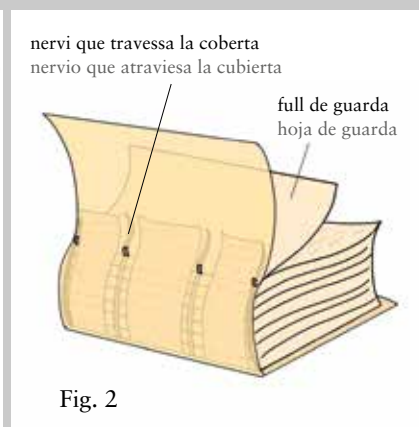 nervi que travessa la coberta
nervio que atraviesa la cubierta
full de guarda
hoja de guarda
Fig. 2